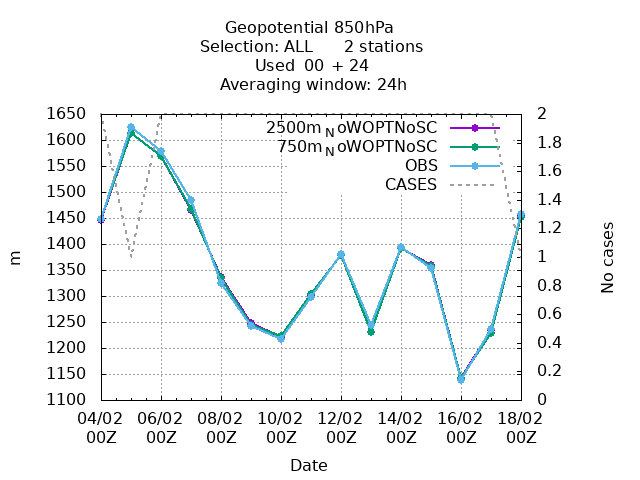 Geopotential 850hPa
Selection: ALL      2 stations
Used  00  + 24
Averaging window: 24h
1650
1600
1550
1500
1450
1400
1350
1300
1250
1200
1150
1100
m
2
1.8
1.6
1.4
1.2
1
0.8
0.6
0.4
0.2
0
No cases
2500m_NoWOPTNoSC
750m_NoWOPTNoSC
OBS
CASES
04/02 06/02 08/02 10/02 12/02 14/02 16/02 18/02
00Z 00Z 00Z 00Z 00Z 00Z 00Z 00Z
Date